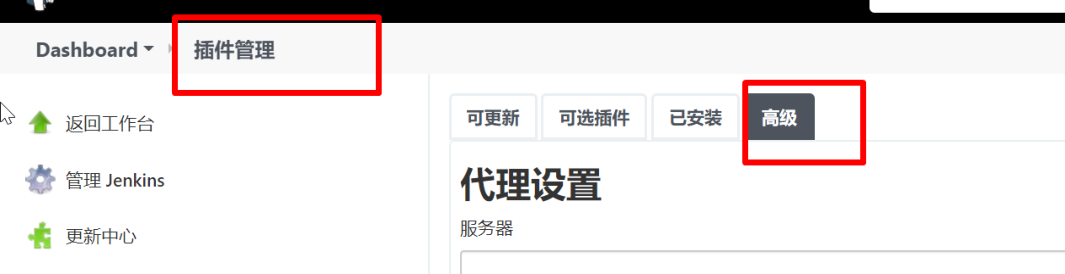 Dashboard 插件管理
返回工作台
管理 Jenkins
更新中心
可更新 可选插件 已安装 高级
代理设置
服务器